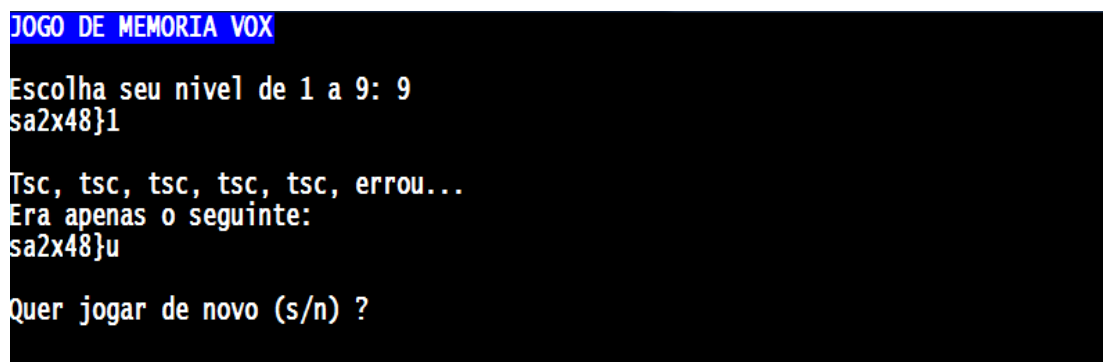 JOGO DE MEMORIA VOX
Escolha seu nivel de 1 a 9: 9
sa2x48}1
Tsc, tsc, tsc, tsc, tsc, errou...
Era apenas o seguinte:
sa2x48}u
Quer jogar de novo (s/n) ?